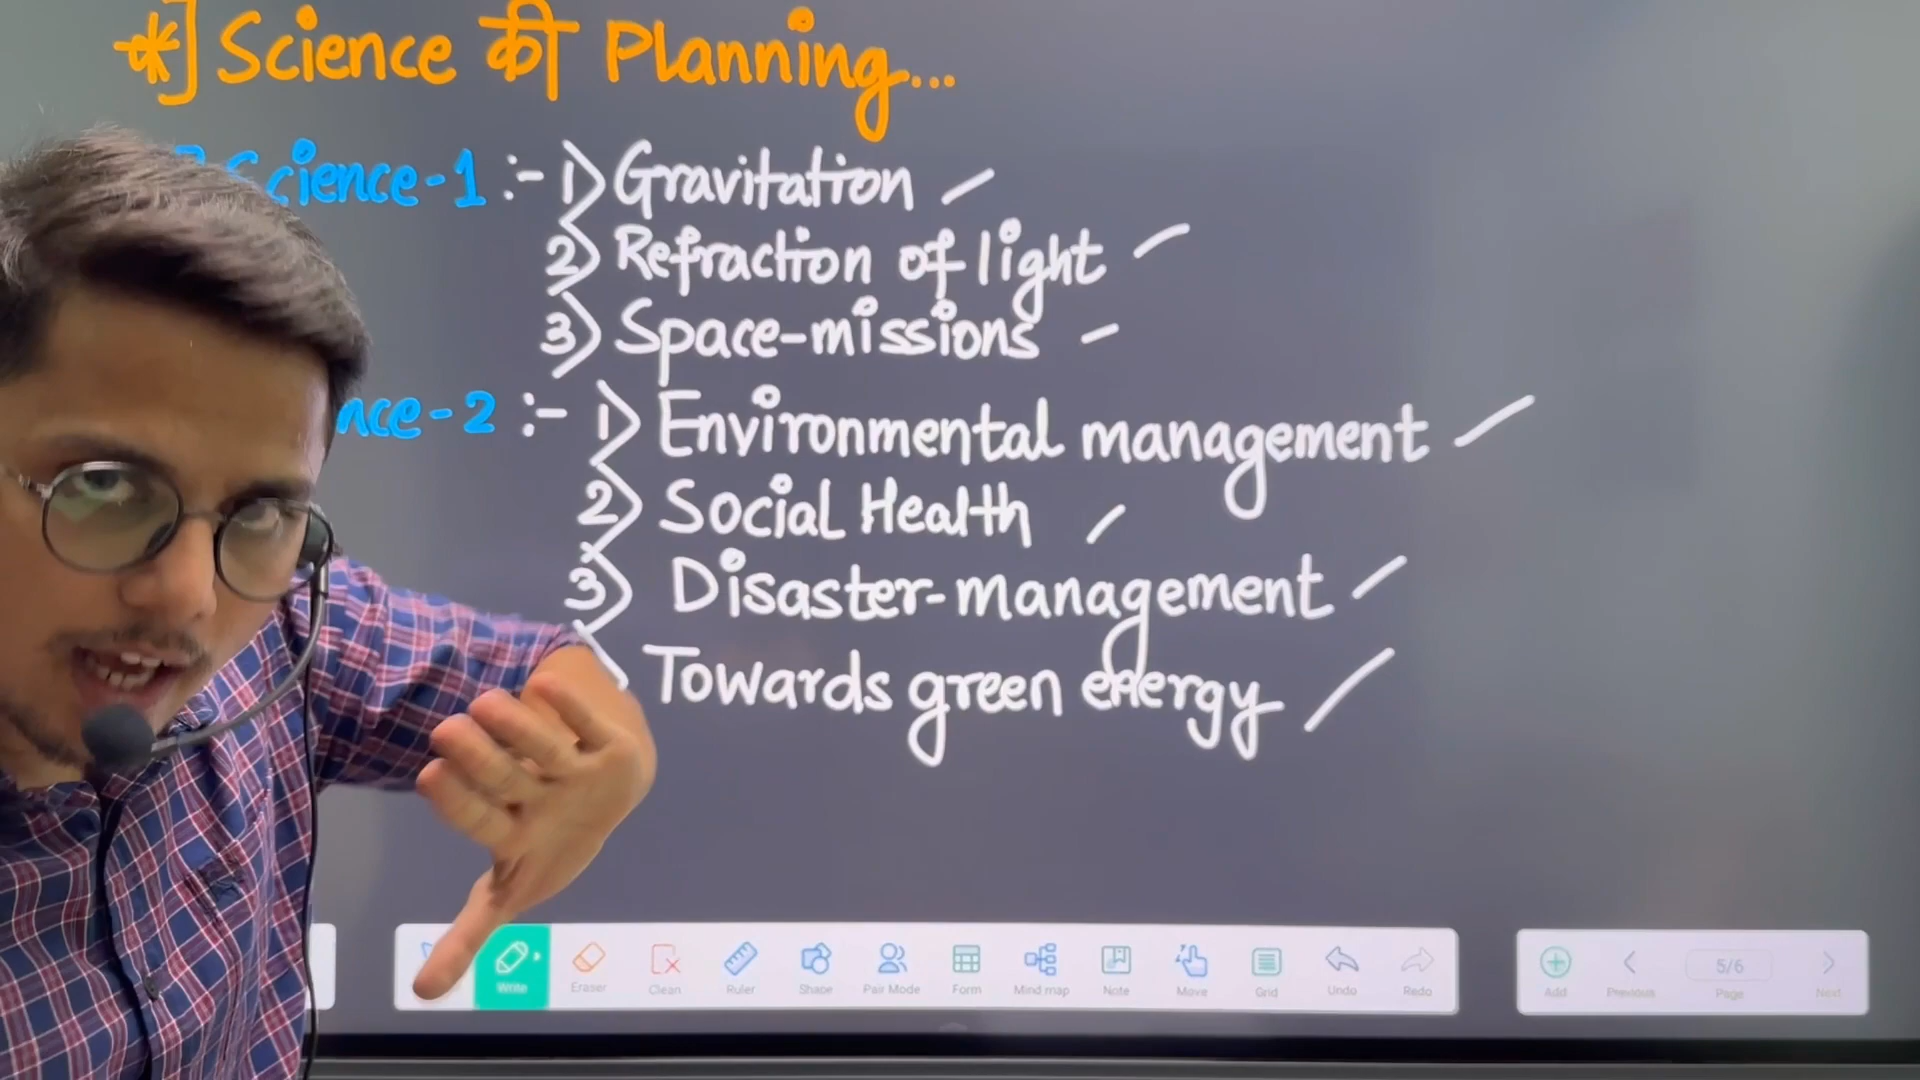 *] Science की Planning...
Science-1 :- 1) Gravitation
2) Refraction of light
3) Space-missions
nce-2 :- 1) Environmental management
2) Social Health
3) Disaster-management
) Towards green energy
Write
Eraser
Clean
Ruler
Shape
Pair Mode
Form
Mind map
Note
Move
Grid
Undo
Redo
Add
Previous
5/6
Page
Next